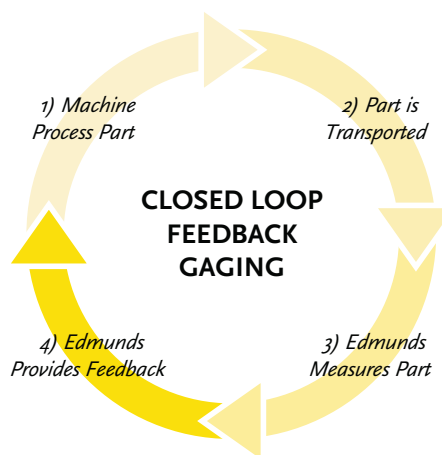 1) Machine
Process Part
2) Part is
Transported
CLOSED LOOP
FEEDBACK
GAGING
3) Edmunds
Measures Part
4) Edmunds
Provides Feedback